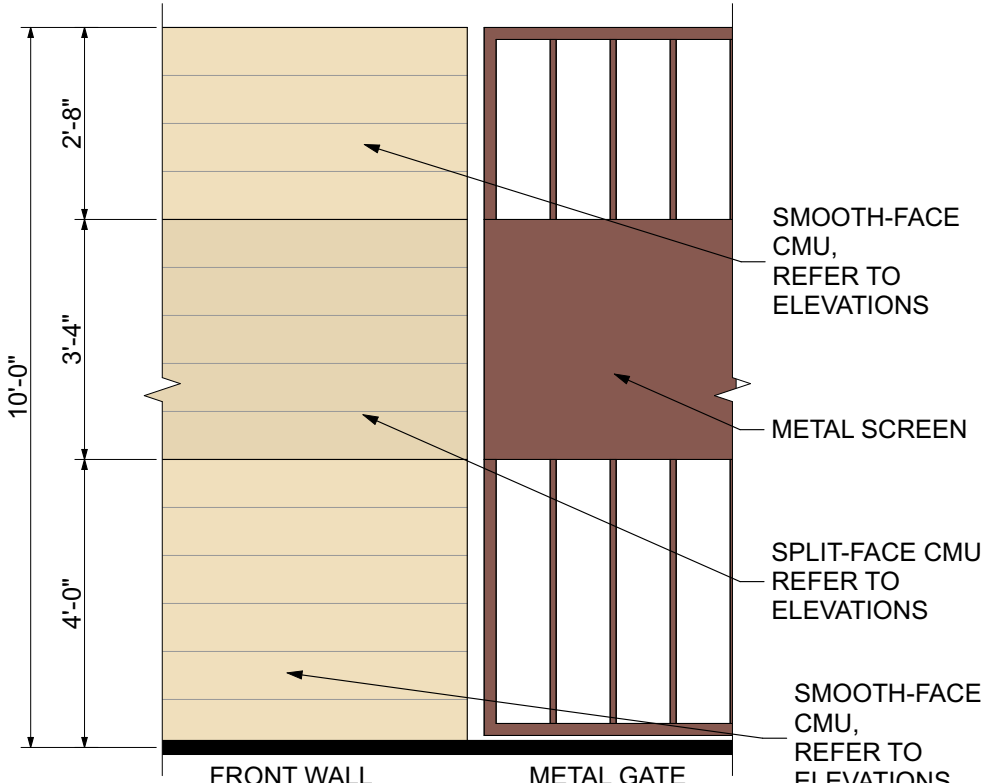 2'-8"
3'-4"
10'-0"
4'-0"
SMOOTH-FACE
CMU,
REFER TO
ELEVATIONS
METAL SCREEN
SPLIT-FACE CMU
REFER TO
ELEVATIONS
SMOOTH-FACE
CMU,
REFER TO
ELEVATIONS
FRONT WALL
METAL GATE